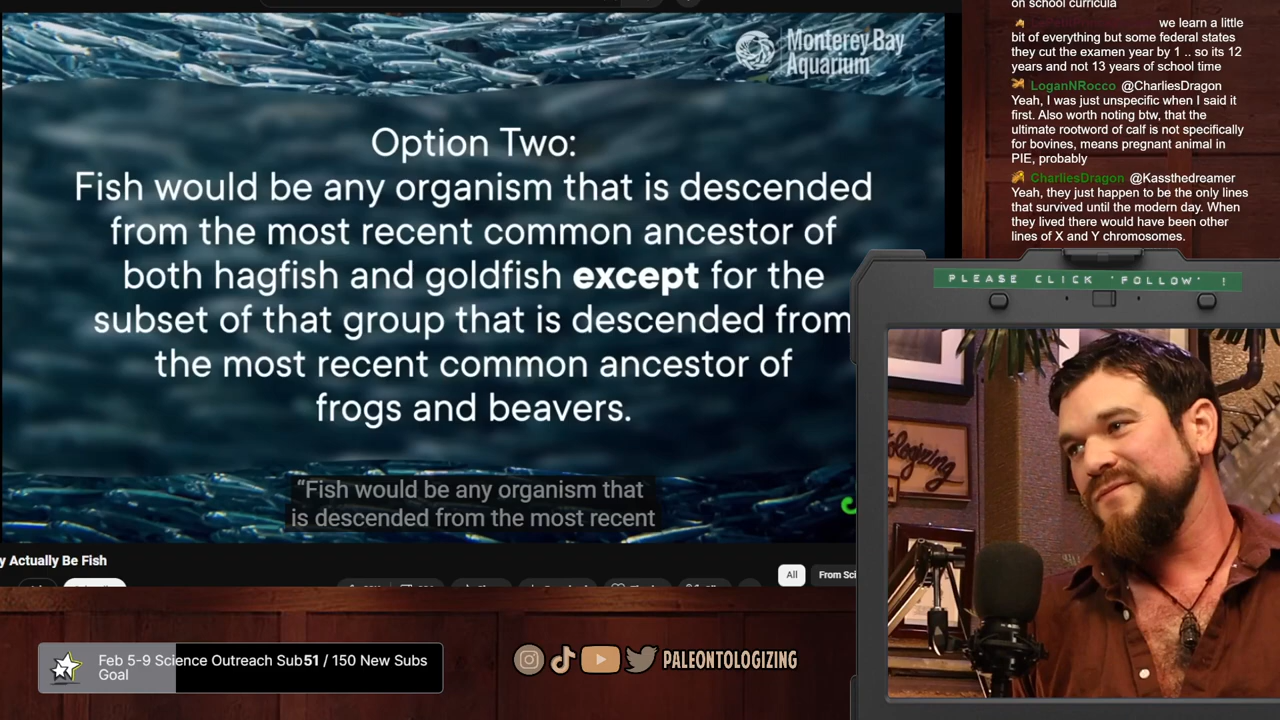 on school curricula
we learn a little
bit of everything but some federal states
they cut the examen year by 1 .. so its 12
years and not 13 years of school time
LoganNRocco @CharliesDragon
Yeah, I was just unspecific when I said it
first. Also worth noting btw, that the
ultimate rootword of calf is not specifically
for bovines, means pregnant animal in
PIE, probably
CharliesDragon @Kassthedreamer
Yeah, they just happen to be the only lines
that survived until the modern day. When
they lived there would have been other
lines of X and Y chromosomes.
Monterey Bay
Aquarium
Option Two:
Fish would be any organism that is descended
from the most recent common ancestor of
both hagfish and goldfish except for the
subset of that group that is descended from
the most recent common ancestor of
frogs and beavers.
“Fish would be any organism that
is descended from the most recent
y Actually Be Fish
All
From Sci
PLEASE CLICK 'FOLLOW' !
ologizing
Feb 5-9 Science Outreach Sub 51 / 150 New Subs
Goal
PALEONTOLOGIZING